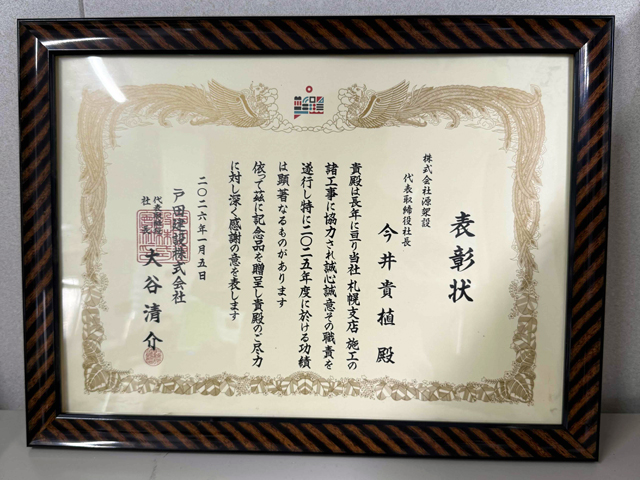 表彰状
株式会社源架設
代表取締役社長
今井貴植殿
貴殿は長年に亘り当社 札幌支店 施工の
諸工事に協力され誠心誠意その職責を
遂行し特に二〇二五年度に於ける功績
は顕著なるものがあります
依って茲に記念品を贈呈し貴殿のご尽力
に対し深く感謝の意を表します
二〇二六年一月五日
戸田建設株式会社
代表取締役
社長
大谷清介